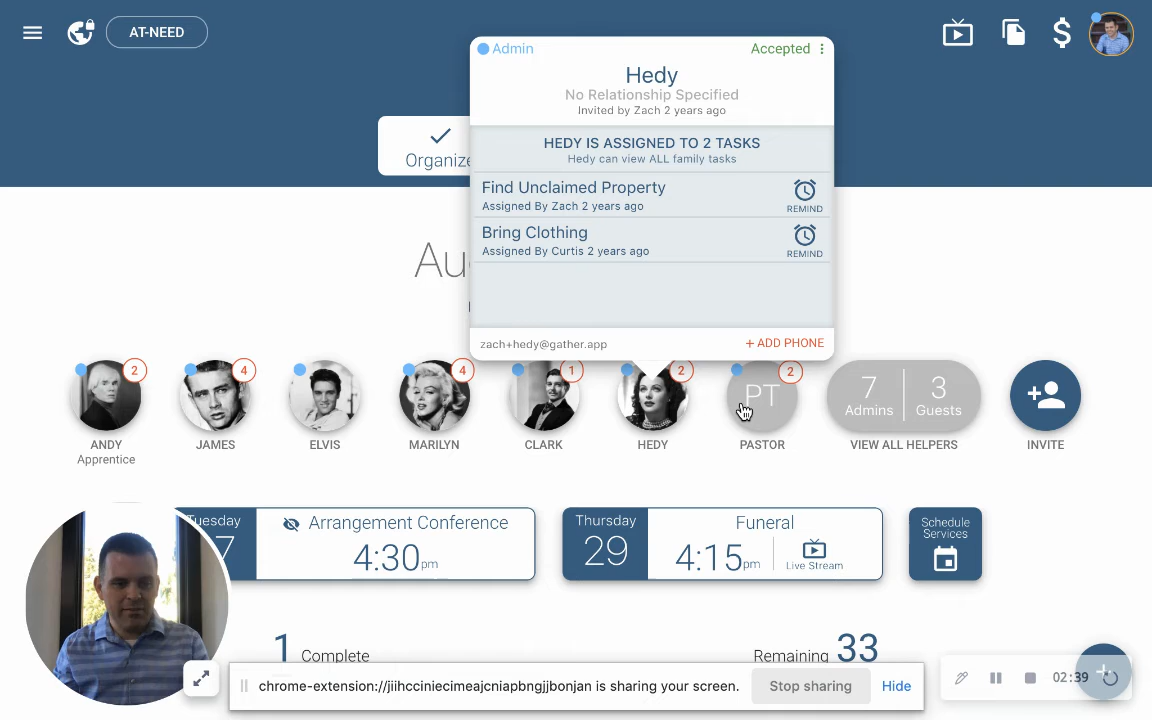 AT-NEED
Admin
Accepted
Hedy
No Relationship Specified
Invited by Zach 2 years ago
HEDY IS ASSIGNED TO 2 TASKS
Hedy can view ALL family tasks
Find Unclaimed Property
Assigned By Zach 2 years ago
REMIND
Bring Clothing
Assigned By Curtis 2 years ago
REMIND
zach+hedy@gather.app
+ ADD PHONE
Organize
Au
2
4
4
1
2
2
PT
7
Admins
3
Guests
ANDY
Apprentice
JAMES
ELVIS
MARILYN
CLARK
HEDY
PASTOR
VIEW ALL HELPERS
INVITE
Tuesday
7
Arrangement Conference
4:30pm
Thursday
29
Funeral
4:15pm
Live Stream
Schedule
Services
1 Complete
Remaining 33
chrome-extension://jiihcciniecimeajcniapbngjjbonjan is sharing your screen.
Stop sharing
Hide
02:39